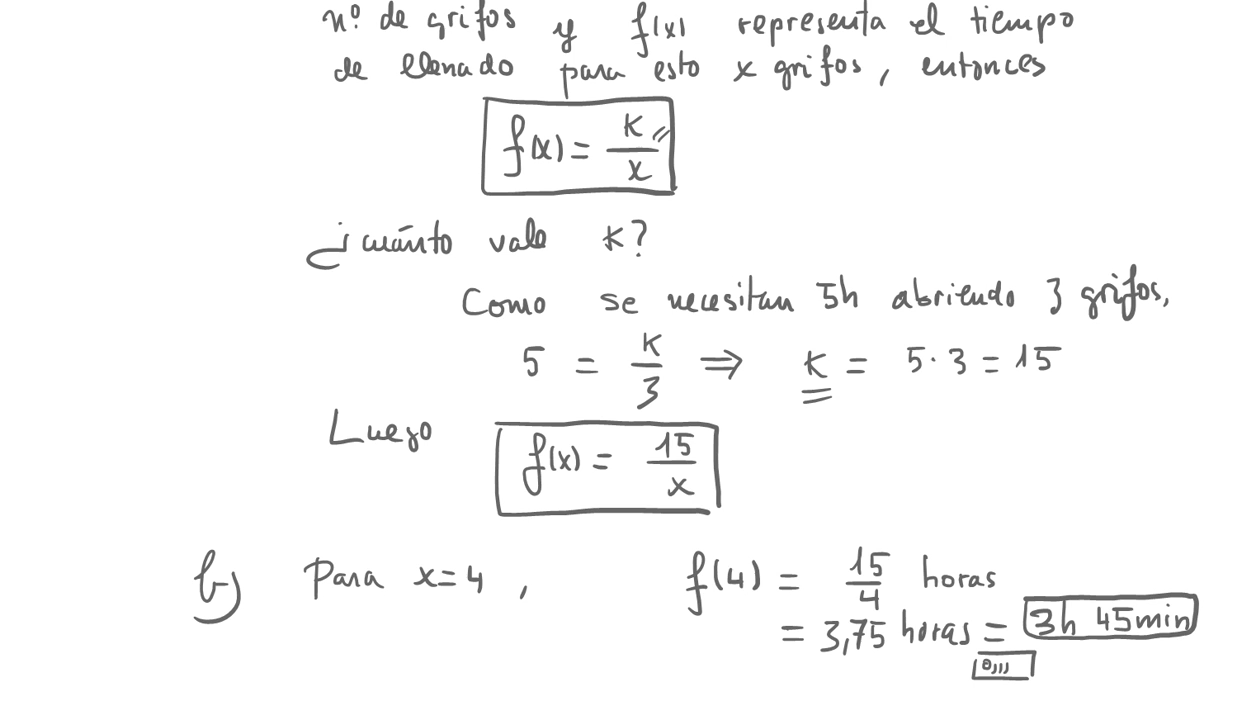 nº de grifos y f(x) representa el tiempo
de llenado para esto x grifos, entonces
f(x) = K/x
¿cuánto vale K?
Como se necesitan 5h abriendo 3 grifos,
5 = K/3 ⇒ K = 5·3 = 15
Luego f(x) = 15/x
b) Para x=4, f(4) = 15/4 horas
= 3,75 horas = 3h 45min